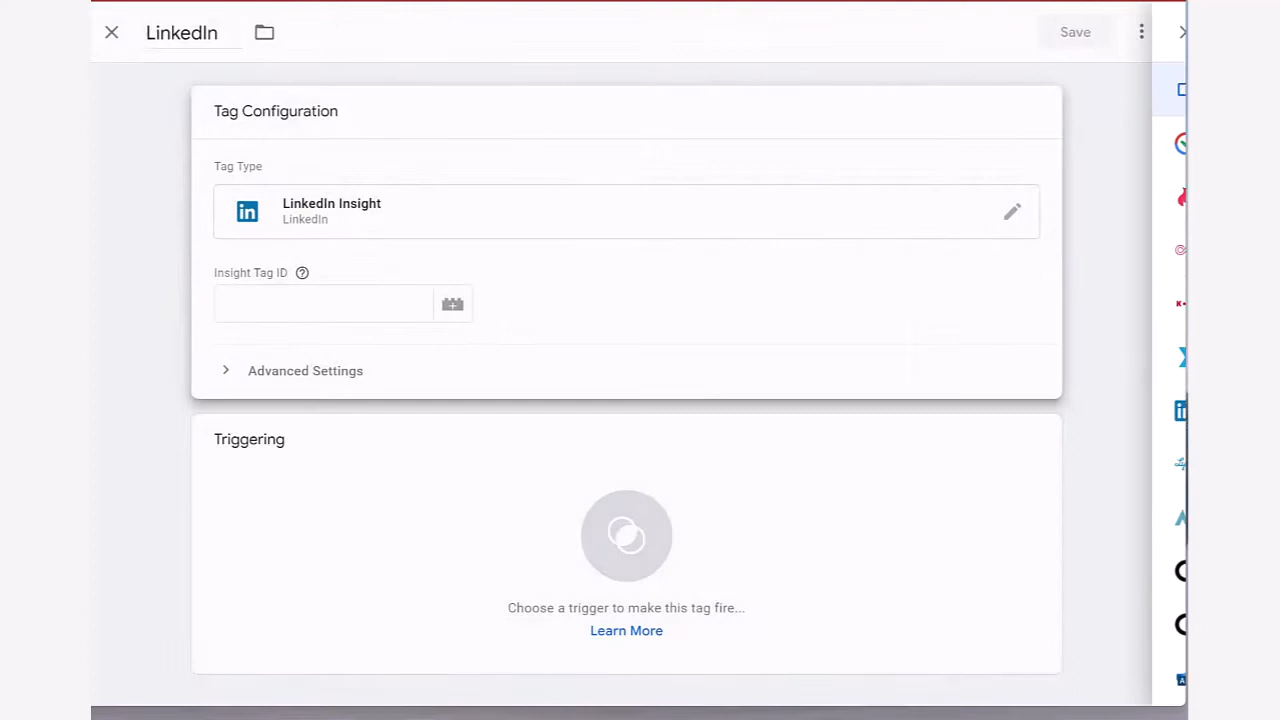 LinkedIn
Save
Tag Configuration
Tag Type
in
LinkedIn Insight
LinkedIn
Insight Tag ID
Advanced Settings
Triggering
Choose a trigger to make this tag fire...
Learn More